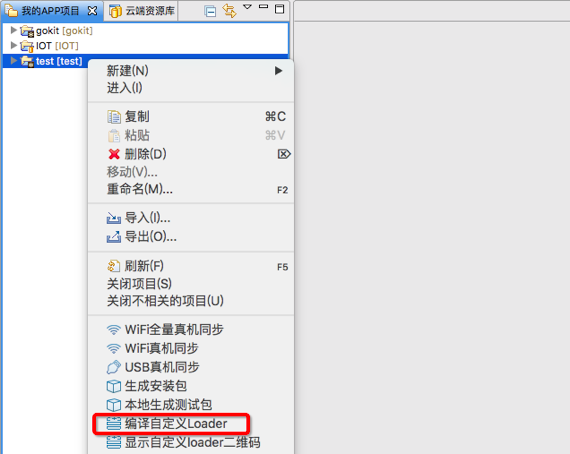 我的APP项目 云端资源库
gokit [gokit]
IOT [IOT]
test [test]
新建(N)
进入(I)
复制 ⌘C
粘贴 ⌘V
删除(D) ⌦
移动(V)...
重命名(M)... F2
导入(I)...
导出(O)...
刷新(F) F5
关闭项目(S)
关闭不相关的项目(U)
WiFi全量真机同步
WiFi真机同步
USB真机同步
生成安装包
本地生成测试包
编译自定义Loader
显示自定义loader二维码